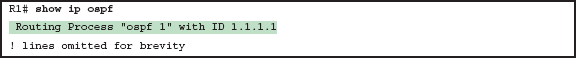 R1# show ip ospf
Routing Process "ospf 1" with ID 1.1.1.1
! lines omitted for brevity